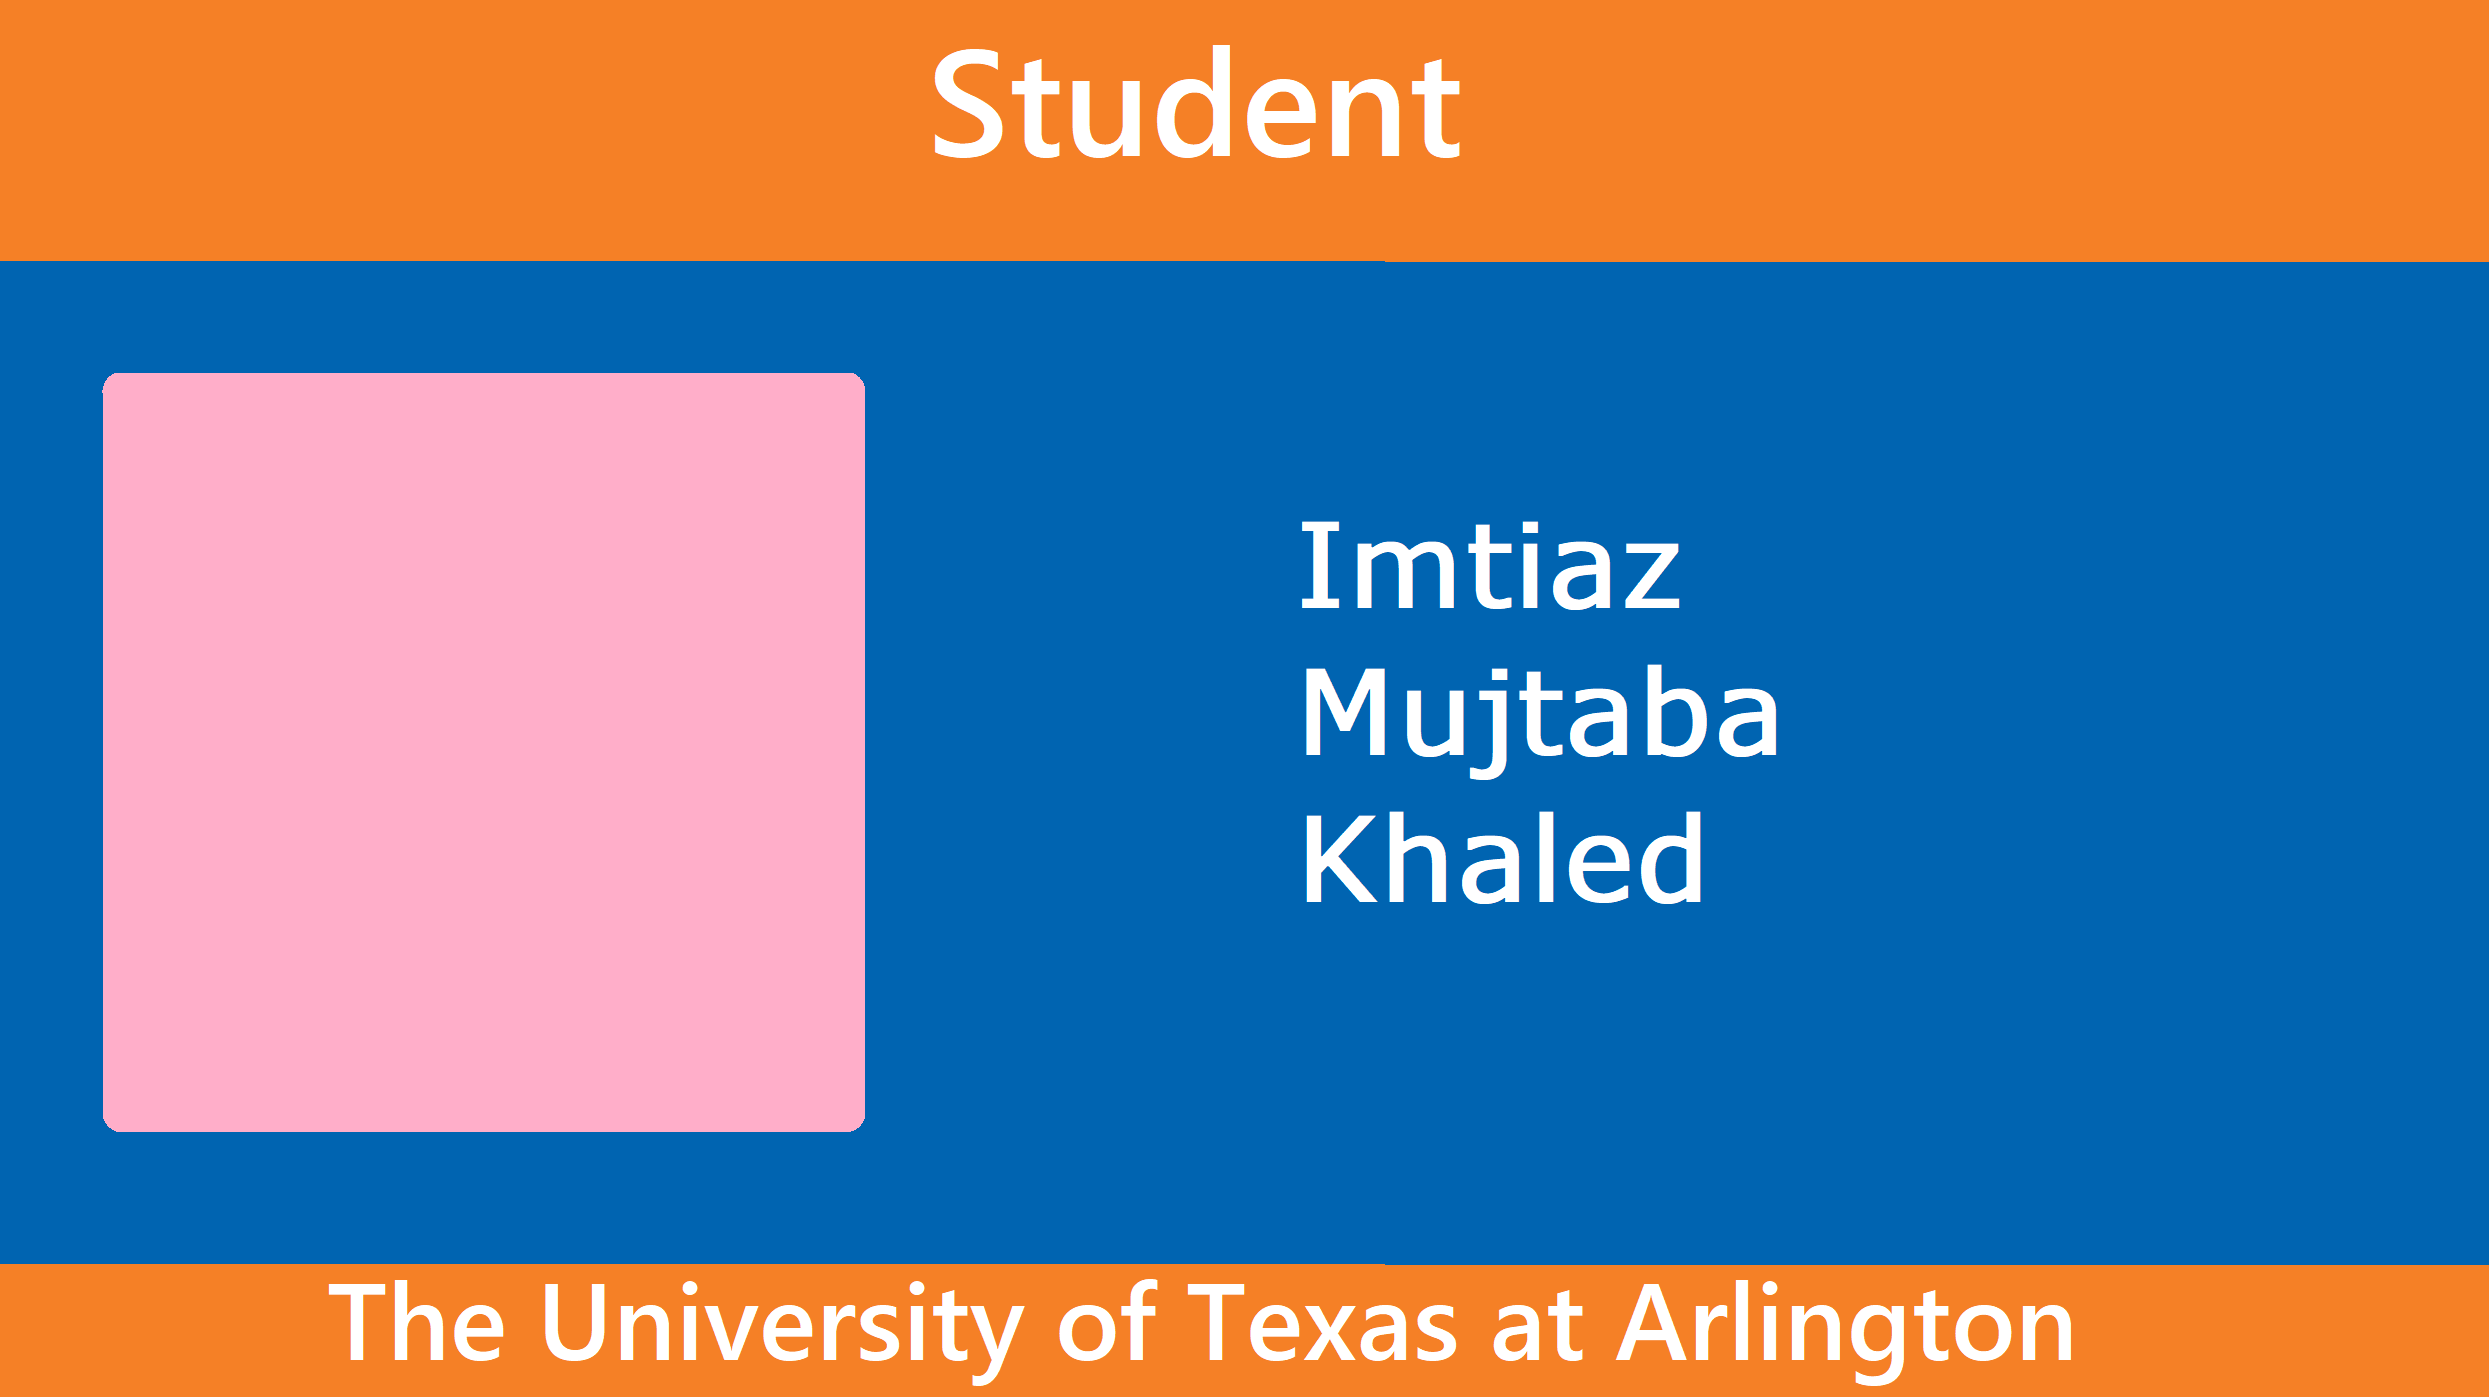 Student
Imtiaz
Mujtaba
Khaled
The University of Texas at Arlington